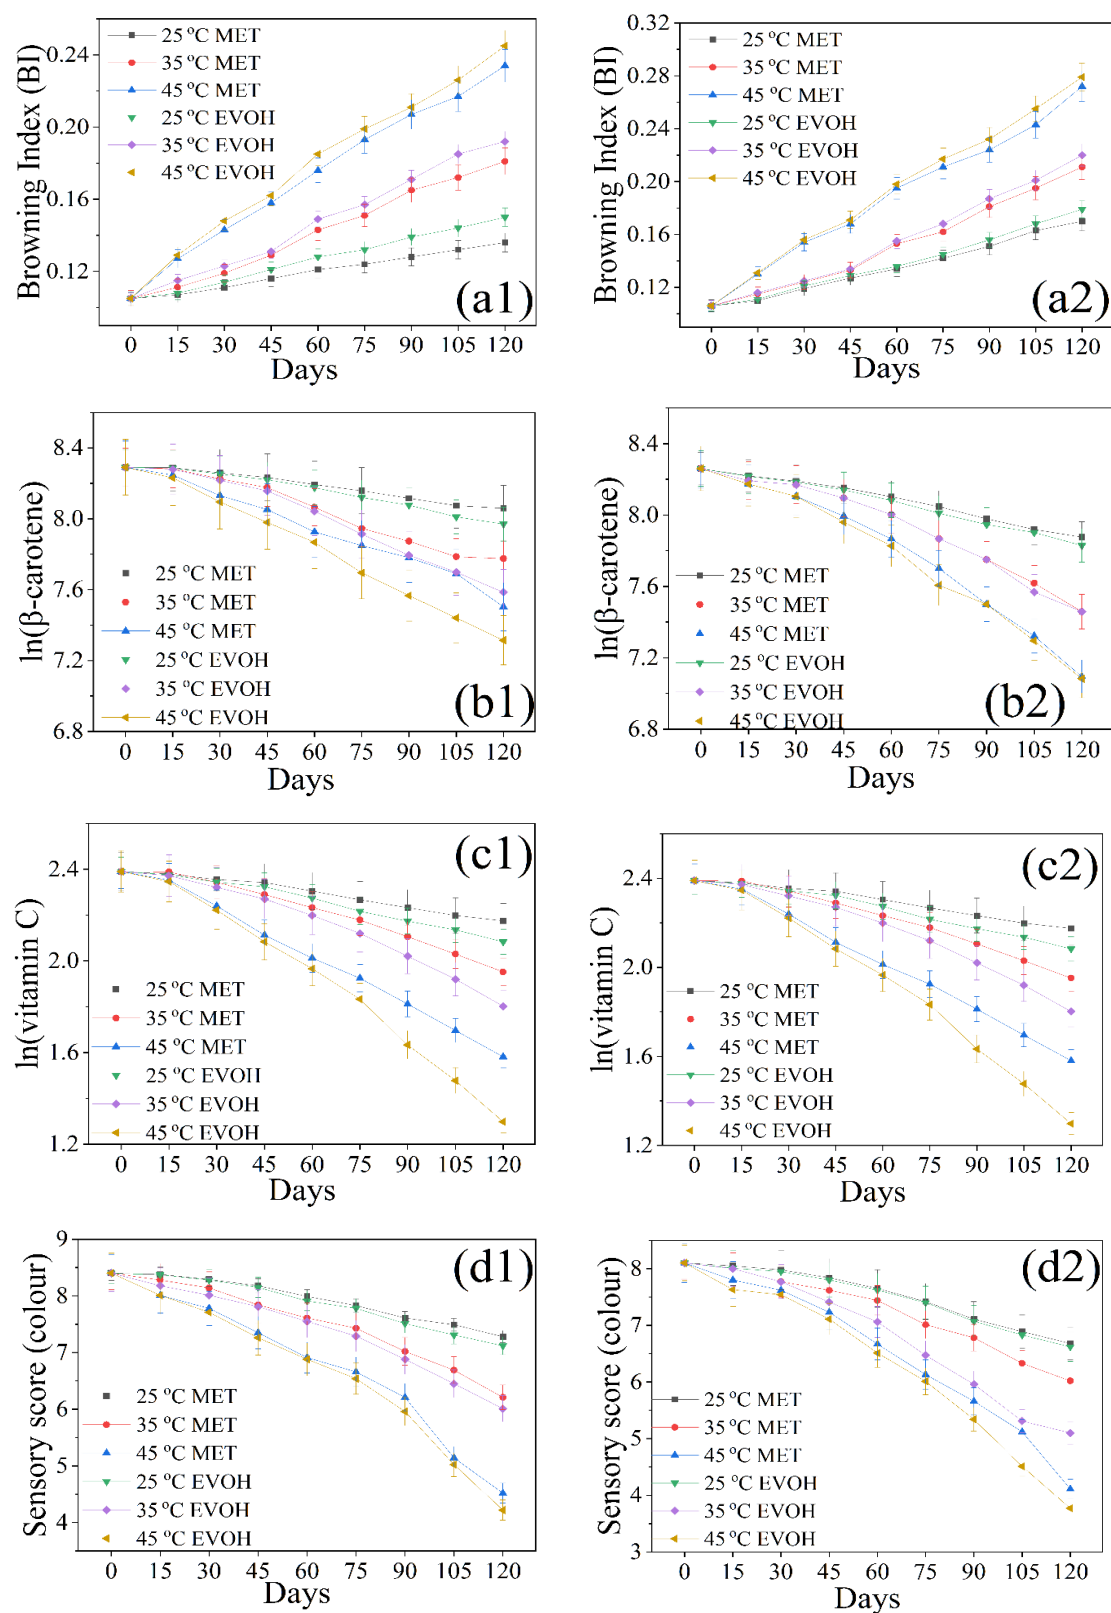 0.24
0.20
0.16
0.12
Browning Index (BI)
25 °C MET
35 °C MET
45 °C MET
25 °C EVOH
35 °C EVOH
45 °C EVOH
(a1)
0 15 30 45 60 75 90 105 120
Days
0.32
0.28
0.24
0.20
0.16
0.12
Browning Index (BI)
25 °C MET
35 °C MET
45 °C MET
25 °C EVOH
35 °C EVOH
45 °C EVOH
(a2)
0 15 30 45 60 75 90 105 120
Days
8.4
8.0
7.6
7.2
6.8
ln(β-carotene)
25 °C MET
35 °C MET
45 °C MET
25 °C EVOH
35 °C EVOH
45 °C EVOH
(b1)
0 15 30 45 60 75 90 105 120
Days
8.4
8.0
7.6
7.2
6.8
ln(β-carotene)
25 °C MET
35 °C MET
45 °C MET
25 °C EVOH
35 °C EVOH
45 °C EVOH
(b2)
0 15 30 45 60 75 90 105 120
Days
(c1)
2.4
2.0
1.6
1.2
ln(vitamin C)
25 °C MET
35 °C MET
45 °C MET
25 °C EVOH
35 °C EVOH
45 °C EVOH
0 15 30 45 60 75 90 105 120
Days
(c2)
2.4
2.0
1.6
1.2
ln(vitamin C)
25 °C MET
35 °C MET
45 °C MET
25 °C EVOH
35 °C EVOH
45 °C EVOH
0 15 30 45 60 75 90 105 120
Days
(d1)
9
8
7
6
5
4
Sensory score (colour)
25 °C MET
35 °C MET
45 °C MET
25 °C EVOH
35 °C EVOH
45 °C EVOH
0 15 30 45 60 75 90 105 120
Days
(d2)
8
7
6
5
4
3
Sensory score (colour)
25 °C MET
35 °C MET
45 °C MET
25 °C EVOH
35 °C EVOH
45 °C EVOH
0 15 30 45 60 75 90 105 120
Days